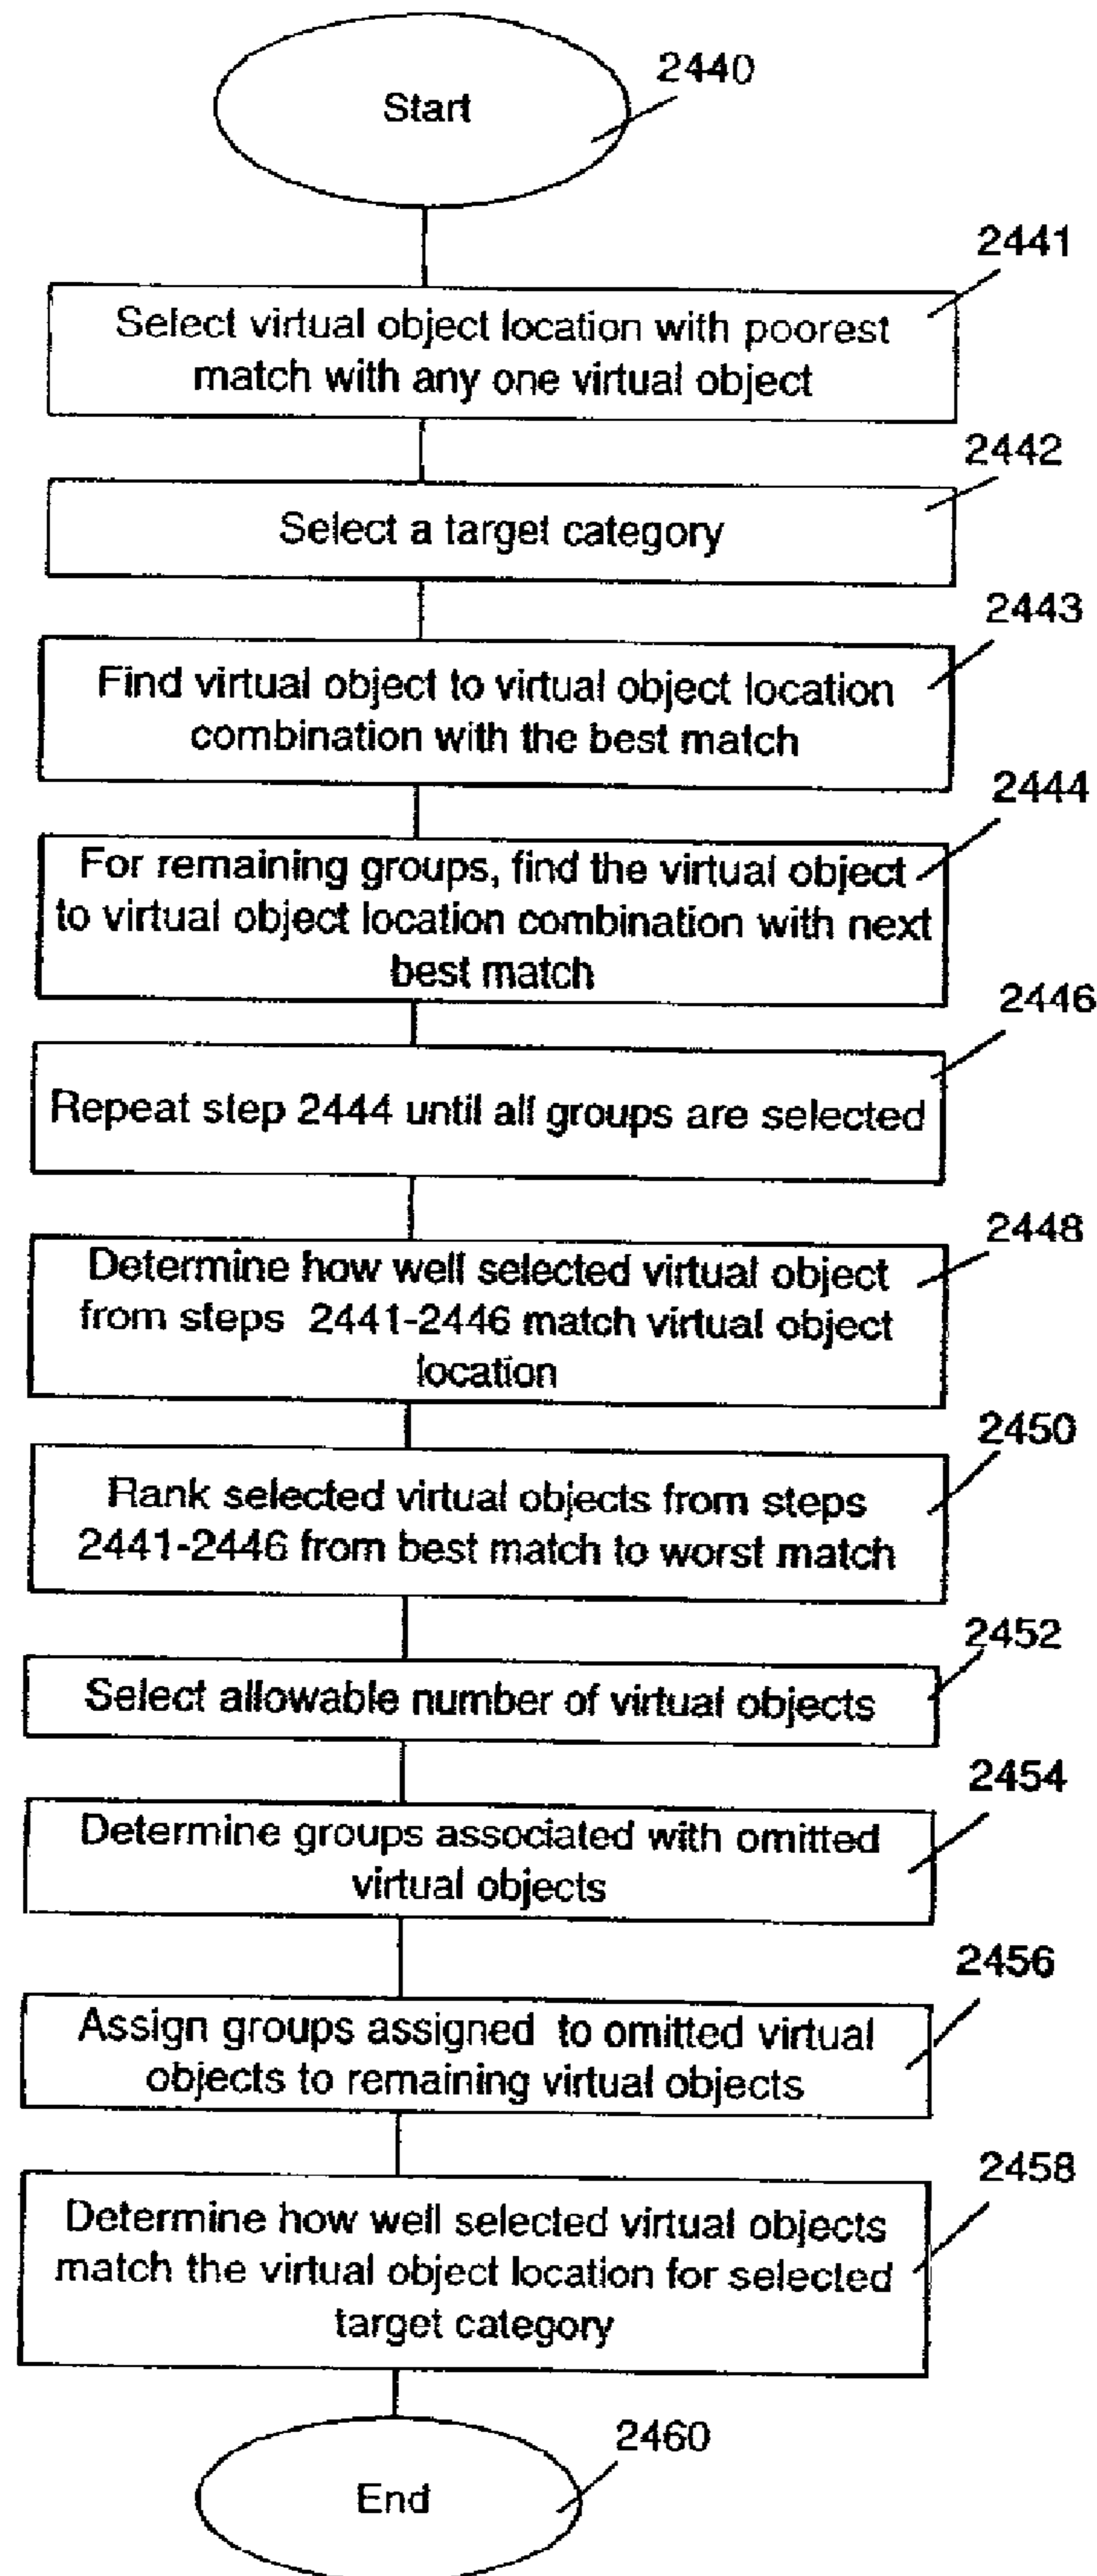 Start
2440
2441
Select virtual object location with poorest
match with any one virtual object
2442
Select a target category
2443
Find virtual object to virtual object location
combination with the best match
2444
For remaining groups, find the virtual object
to virtual object location combination with next
best match
2446
Repeat step 2444 until all groups are selected
2448
Determine how well selected virtual object
from steps 2441-2446 match virtual object
location
2450
Rank selected virtual objects from steps
2441-2446 from best match to worst match
2452
Select allowable number of virtual objects
2454
Determine groups associated with omitted
virtual objects
2456
Assign groups assigned to omitted virtual
objects to remaining virtual objects
2458
Determine how well selected virtual objects
match the virtual object location for selected
target category
2460
End